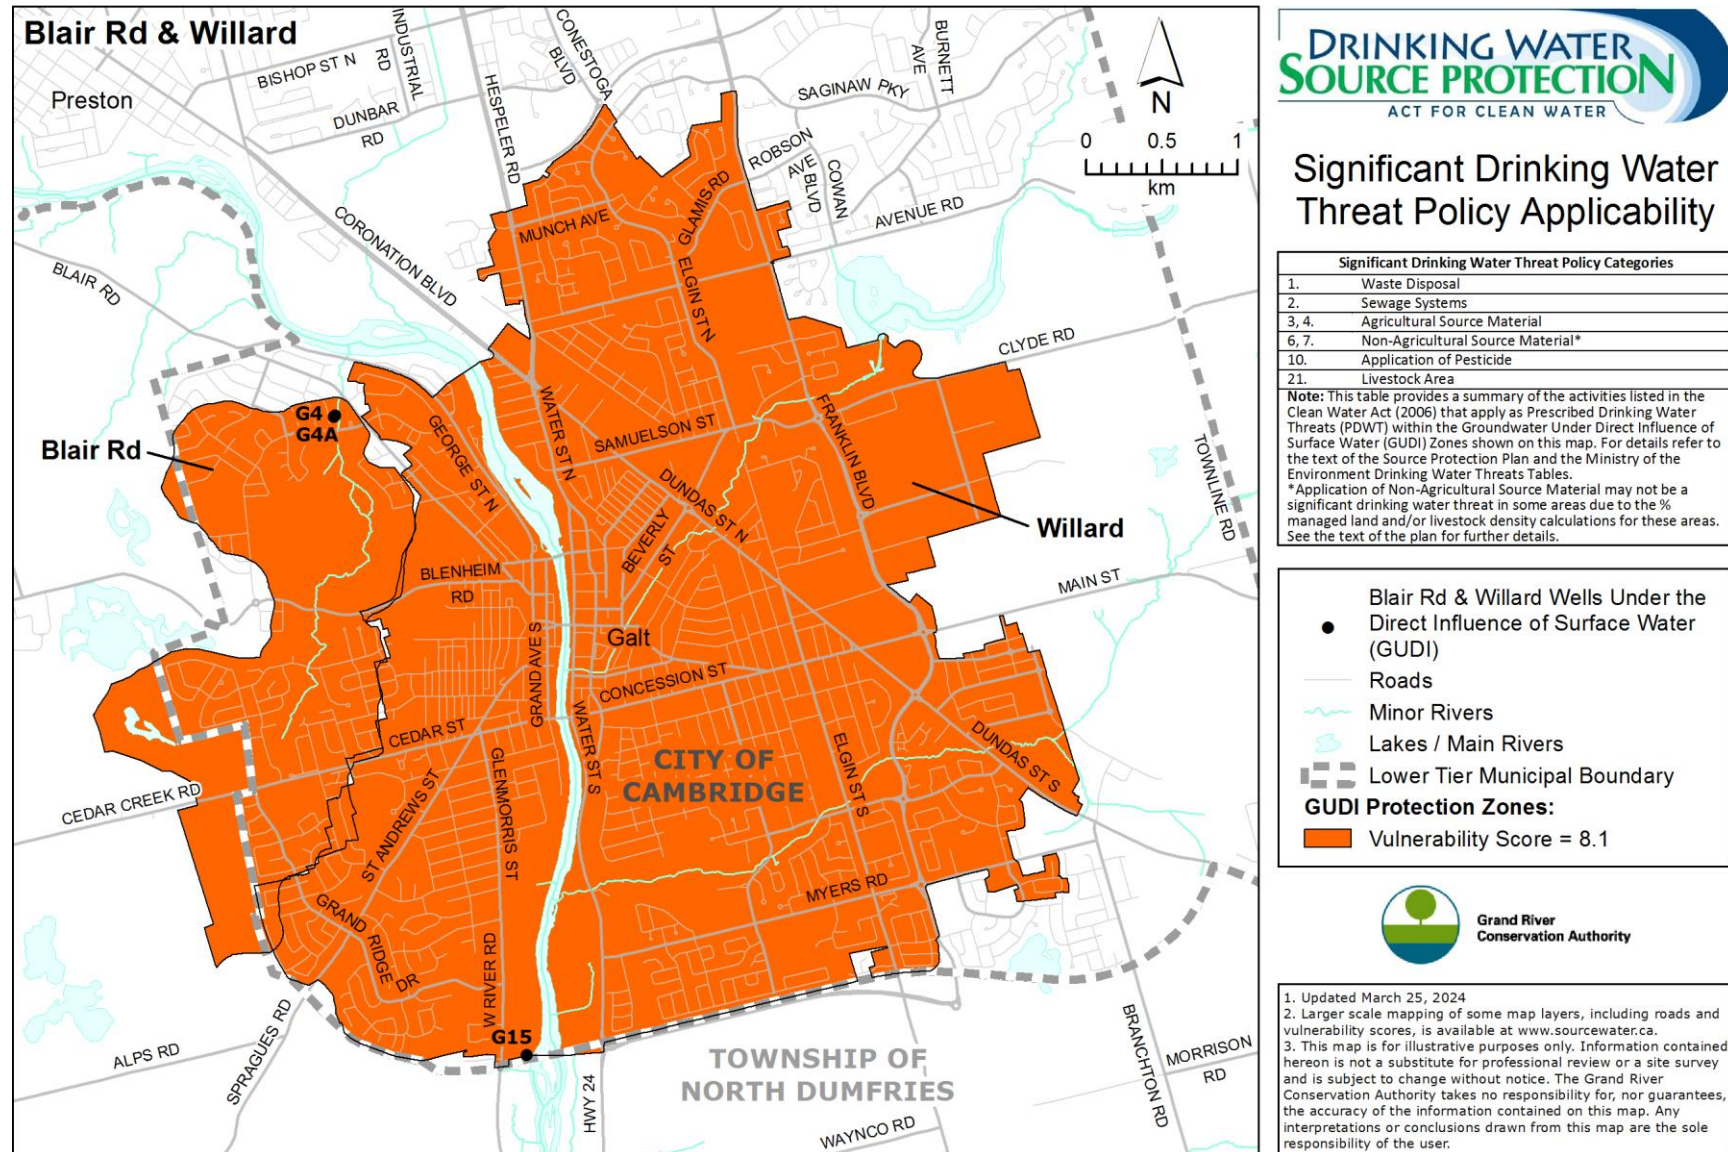 Blair Rd & Willard
Preston
BISHOP ST N
INDUSTRIAL
RD
DUNBAR
RD
HESPELER RD
CONESTOGA
BLVD
BURNETT
AVE
SAGINAW PKY
ROBSON
AVE
COWAN
BLVD
AVENUE RD
N
0 0.5 1
km
MUNCH AVE
GLAMIS RD
ELGIN ST N
CORONATION BLVD
BLAIR RD
CLYDE RD
G4
G4A
Blair Rd
GEORGE ST N
WATER ST N
SAMUELSON ST
FRANKLIN BLVD
DUNDAS ST N
BEVERLY
ST
TOWNLINE RD
Willard
BLENHEIM
RD
MAIN ST
GRAND AVE S
Galt
CONCESSION ST
CEDAR ST
WATER ST S
CITY OF
CAMBRIDGE
ELGIN ST S
DUNDAS ST S
CEDAR CREEK RD
ST ANDREWS ST
GLENMORRIS ST
MYERS RD
GRAND RIDGE
DR
W RIVER RD
G15
ALPS RD
SPRAGUES RD
HWY 24
TOWNSHIP OF
NORTH DUMFRIES
WAYNCO RD
BRANCHTON RD
MORRISON
RD
DRINKING WATER
SOURCE PROTECTION
ACT FOR CLEAN WATER
Significant Drinking Water
Threat Policy Applicability
Significant Drinking Water Threat Policy Categories
1. Waste Disposal
2. Sewage Systems
3, 4. Agricultural Source Material
6, 7. Non-Agricultural Source Material*
10. Application of Pesticide
21. Livestock Area
Note: This table provides a summary of the activities listed in the
Clean Water Act (2006) that apply as Prescribed Drinking Water
Threats (PDWT) within the Groundwater Under Direct Influence of
Surface Water (GUDI) Zones shown on this map. For details refer to
the text of the Source Protection Plan and the Ministry of the
Environment Drinking Water Threats Tables.
*Application of Non-Agricultural Source Material may not be a
significant drinking water threat in some areas due to the %
managed land and/or livestock density calculations for these areas.
See the text of the plan for further details.
Blair Rd & Willard Wells Under the
Direct Influence of Surface Water
(GUDI)
Roads
Minor Rivers
Lakes / Main Rivers
Lower Tier Municipal Boundary
GUDI Protection Zones:
Vulnerability Score = 8.1
Grand River
Conservation Authority
1. Updated March 25, 2024
2. Larger scale mapping of some map layers, including roads and
vulnerability scores, is available at www.sourcewater.ca.
3. This map is for illustrative purposes only. Information contained
hereon is not a substitute for professional review or a site survey
and is subject to change without notice. The Grand River
Conservation Authority takes no responsibility for, nor guarantees,
the accuracy of the information contained on this map. Any
interpretations or conclusions drawn from this map are the sole
responsibility of the user.